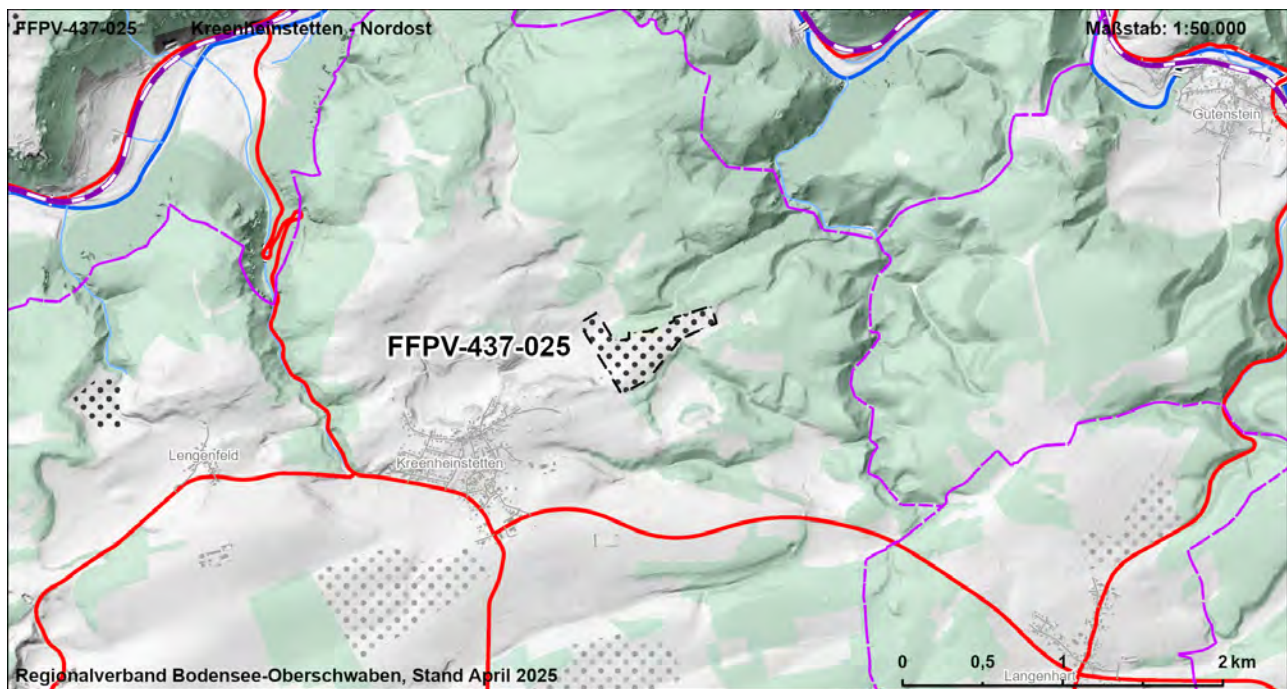 FFPV-437-025 Kreenheinstetten - Nordost Maßstab: 1:50.000
Gutenstein
FFPV-437-025
Lengenfeld
Kreenheinstetten
0 0,5 1 2 km
Langenhart
Regionalverband Bodensee-Oberschwaben, Stand April 2025